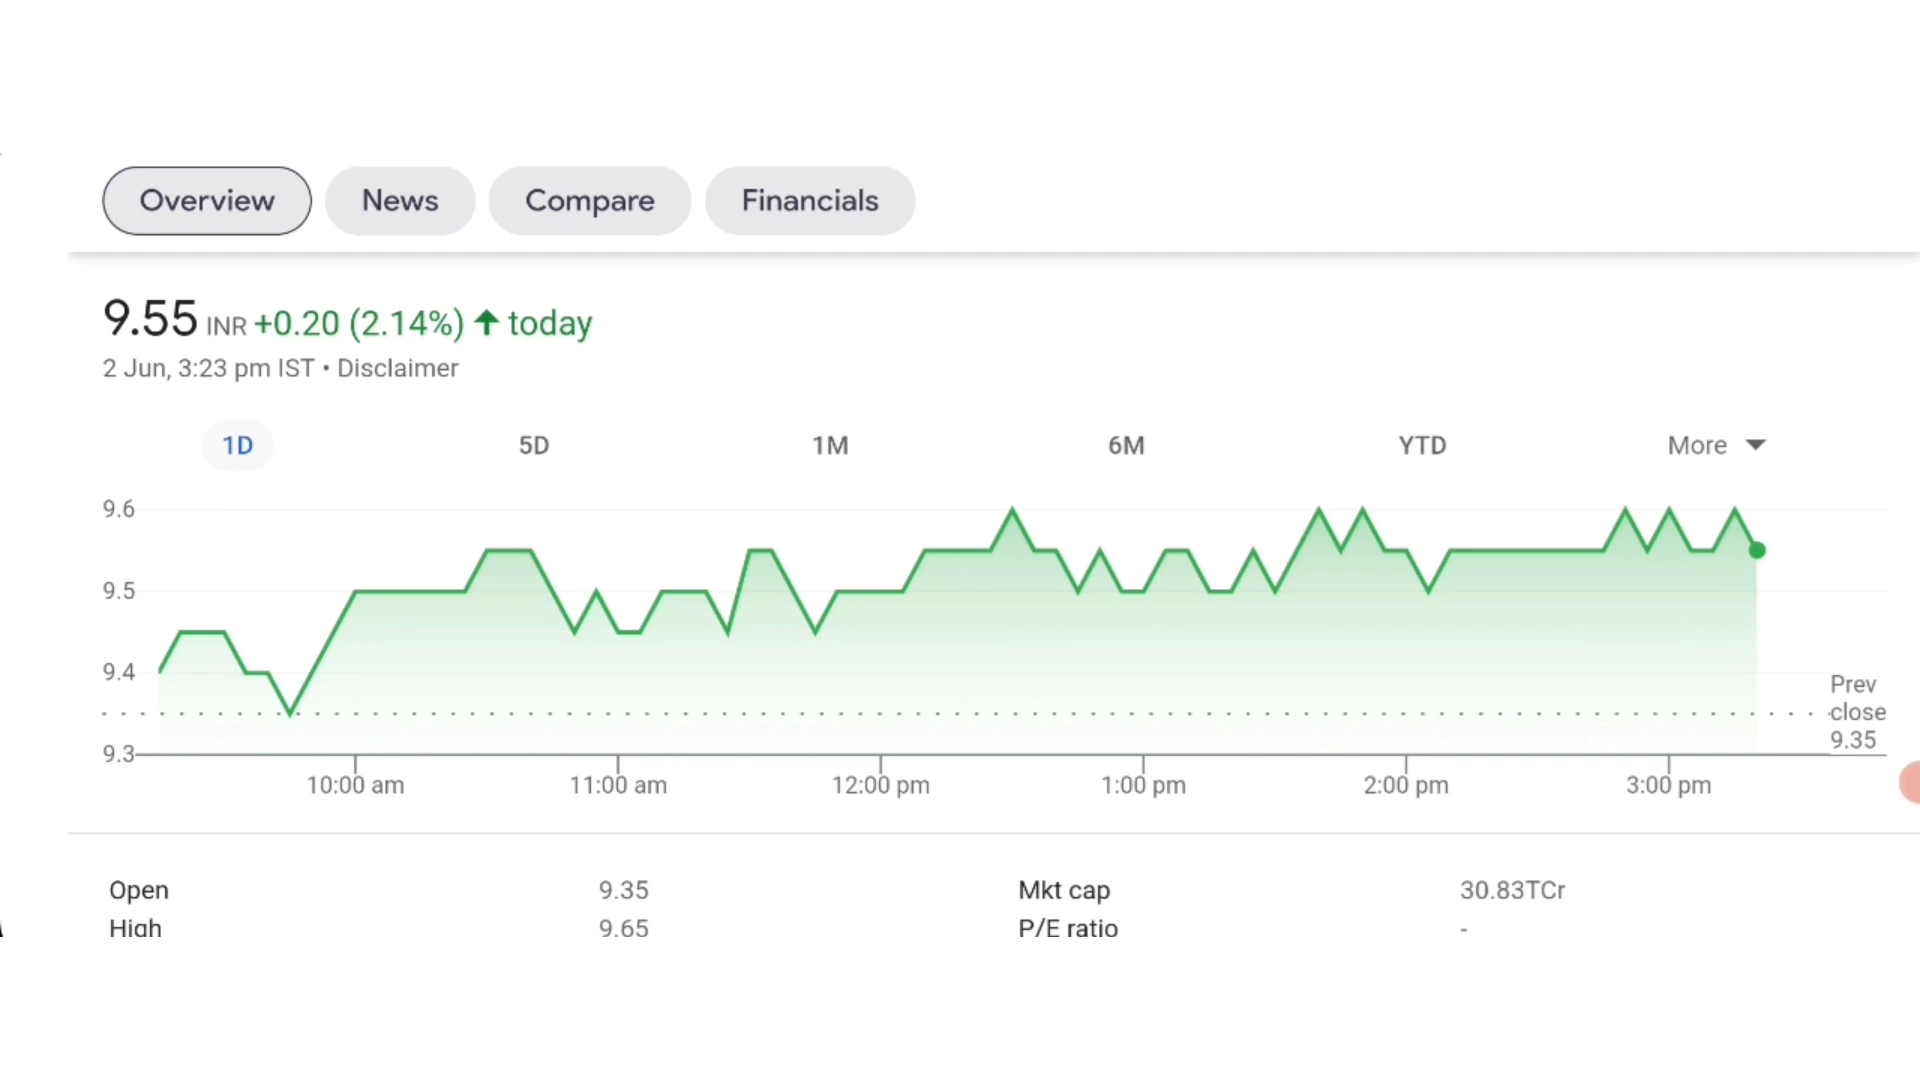 Overview News Compare Financials
9.55 INR +0.20 (2.14%) ↑ today
2 Jun, 3:23 pm IST • Disclaimer
1D 5D 1M 6M YTD More
9.6
9.5
9.4
9.3
Prev
close
9.35
10:00 am 11:00 am 12:00 pm 1:00 pm 2:00 pm 3:00 pm
Open 9.35 Mkt cap 30.83TCr
High 9.65 P/E ratio -